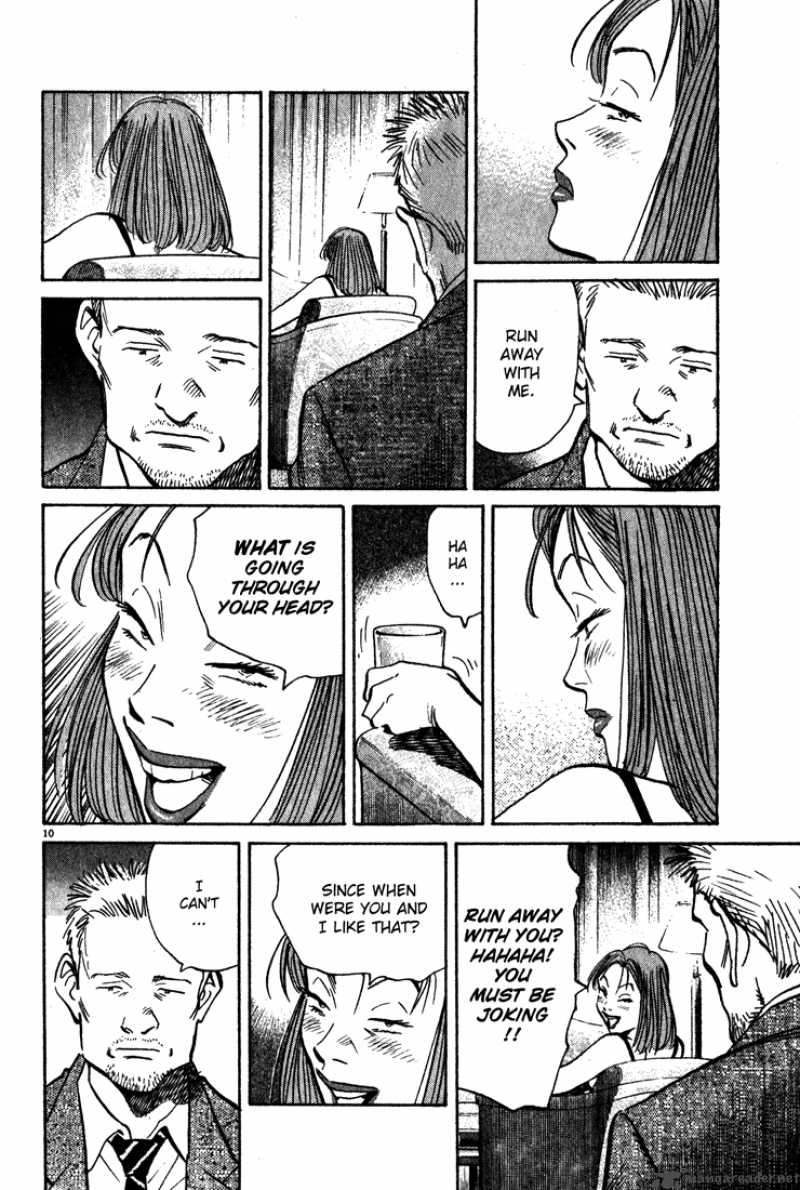 RUN
AWAY
WITH
ME.
HA
HA
...
WHAT IS
GOING
THROUGH
YOUR HEAD?
10
RUN AWAY
WITH YOU?
HAHAHA!
YOU
MUST BE
JOKING
!!
SINCE WHEN
WERE YOU AND
I LIKE THAT?
I
CAN'T
...
mangareader.net